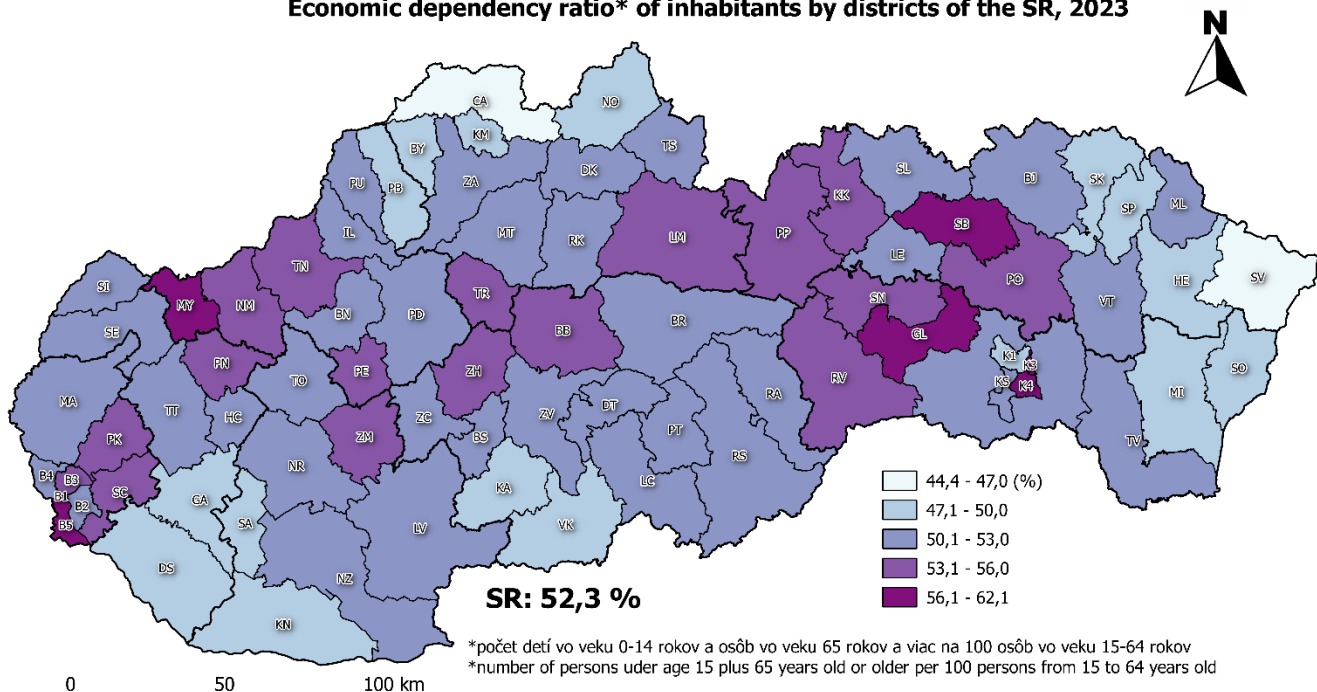 Economic dependency ratio* of inhabitants by districts of the SR, 2023
N
CA
NO
KM
BY
TS
PU
PB
ZA
DK
SL
BJ
SK
SP
ML
KK
IL
MT
RK
LM
PP
SB
LE
TN
PO
HE
SV
SI
MY
NM
BN
PD
TR
BB
BR
SN
GL
VT
SE
PN
TO
PE
ZH
RV
K1
K3
KS
K4
SO
MA
TT
HC
ZC
ZV
DT
RA
MI
PK
ZM
BS
PT
TV
B4
B3
SC
NR
RS
B1
B2
GA
KA
LC
B5
SA
LV
VK
DS
NZ
KN
44,4 - 47,0 (%)
47,1 - 50,0
50,1 - 53,0
53,1 - 56,0
56,1 - 62,1
SR: 52,3 %
*počet detí vo veku 0-14 rokov a osôb vo veku 65 rokov a viac na 100 osôb vo veku 15-64 rokov
*number of persons uder age 15 plus 65 years old or older per 100 persons from 15 to 64 years old
0 50 100 km